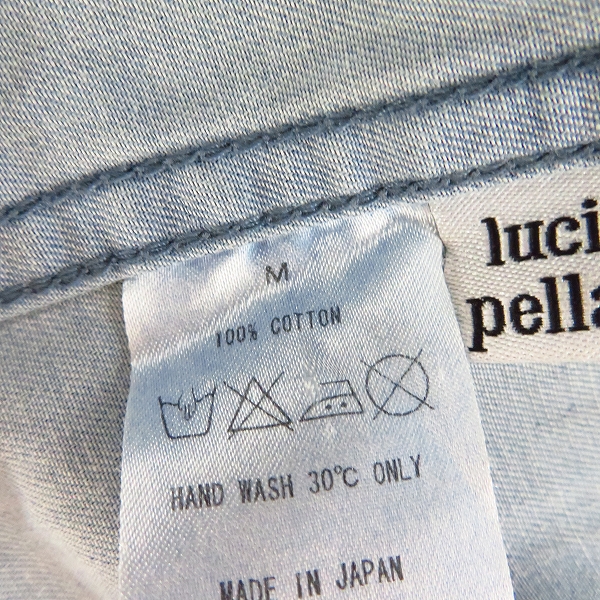 M
100% COTTON
HAND WASH 30℃ ONLY
MADE IN JAPAN
luci
pella